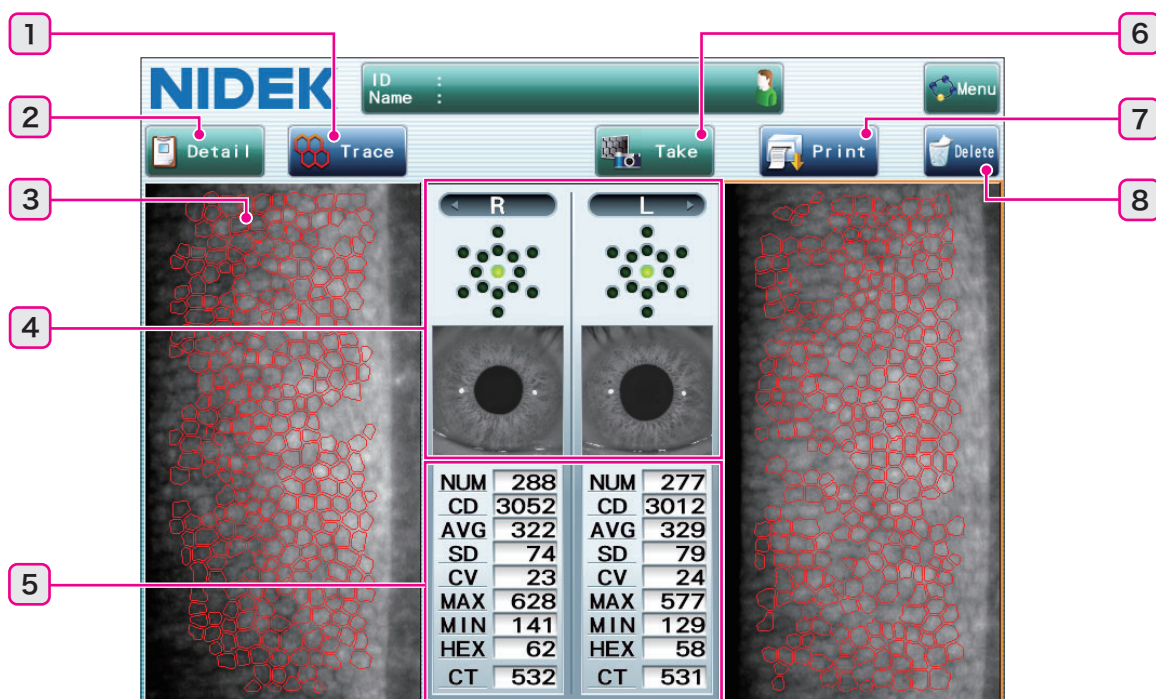 1
6
NIDEK
ID :
Name :
Menu
2
7
Detail
Trace
Take
Print
Delete
3
8
R
L
4
NUM 288 NUM 277
CD 3052 CD 3012
AVG 322 AVG 329
SD 74 SD 79
5
CV 23 CV 24
MAX 628 MAX 577
MIN 141 MIN 129
HEX 62 HEX 58
CT 532 CT 531